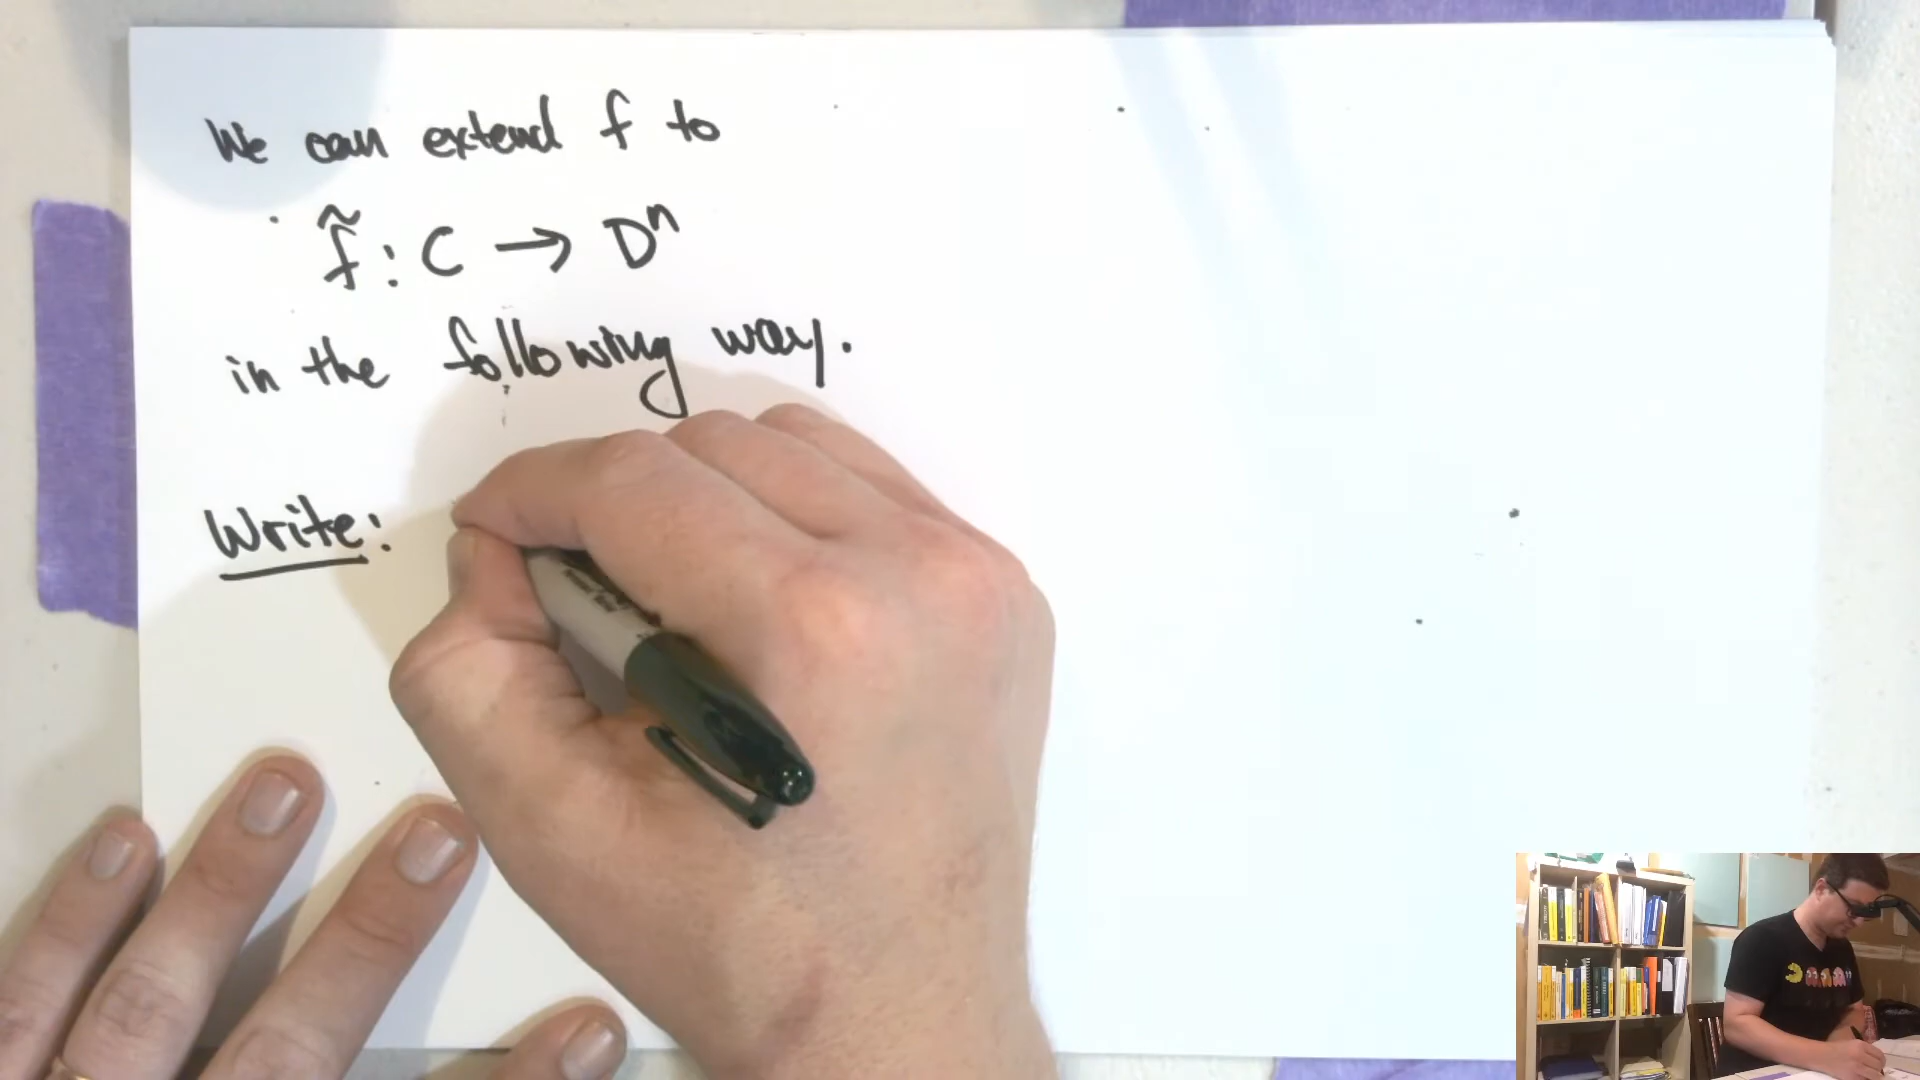 We can extend f to
f̃ : C → Dⁿ
in the following way.
Write: